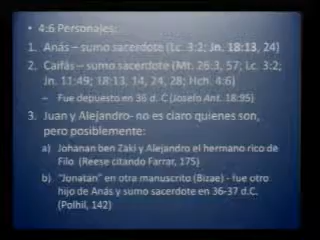 • 4:6 Personajes:
1. Anás – sumo sacerdote (Lc. 3:2; Jn. 18:13, 24)
2. Caifás – sumo sacerdote (Mt. 26:3, 57; Lc. 3:2;
Jn. 11:49; 18:13, 14, 24, 28; Hch. 4:6)
– Fue depuesto en 36 d. C (Josefo Ant. 18:95)
3. Juan y Alejandro- no es claro quienes son,
pero posiblemente:
a) Johanan ben Zaki y Alejandro el hermano rico de
Filo (Reese citando Farrar, 175)
b) "Jonatán" en otra manuscrito (Bizae) - fue otro
hijo de Anás y sumo sacerdote en 36-37 d.C.
(Polhil, 142)